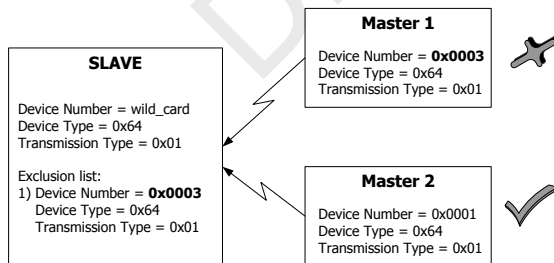 SLAVE
Device Number = wild_card
Device Type = 0x64
Transmission Type = 0x01
Exclusion list:
1) Device Number = 0x0003
Device Type = 0x64
Transmission Type = 0x01
Master 1
Device Number = 0x0003
Device Type = 0x64
Transmission Type = 0x01
Master 2
Device Number = 0x0001
Device Type = 0x64
Transmission Type = 0x01